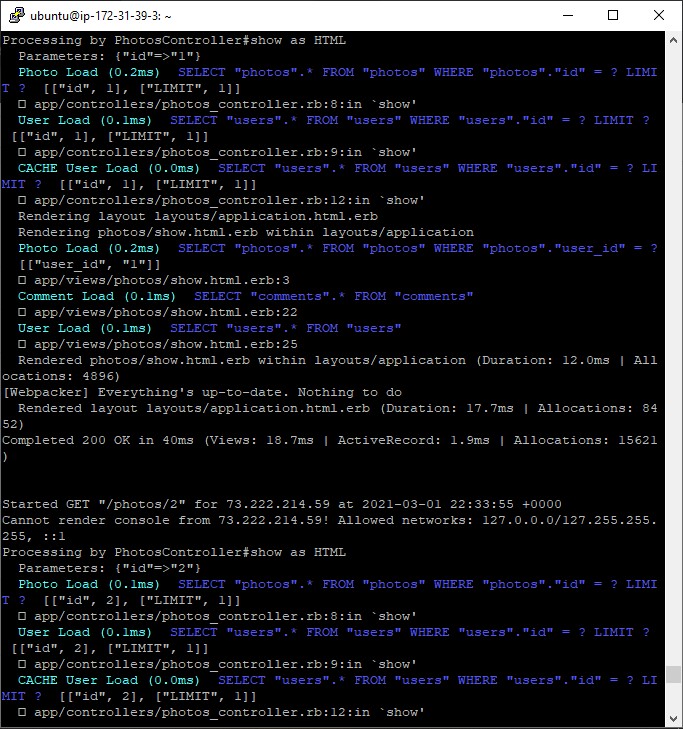 ubuntu@ip-172-31-39-3: ~
Processing by PhotosController#show as HTML
  Parameters: {"id"=>"1"}
  Photo Load (0.2ms)  SELECT "photos".* FROM "photos" WHERE "photos"."id" = ? LIMI
T ?  [["id", 1], ["LIMIT", 1]]
  □ app/controllers/photos_controller.rb:8:in `show'
  User Load (0.1ms)  SELECT "users".* FROM "users" WHERE "users"."id" = ? LIMIT ?
 [["id", 1], ["LIMIT", 1]]
  □ app/controllers/photos_controller.rb:9:in `show'
  CACHE User Load (0.0ms)  SELECT "users".* FROM "users" WHERE "users"."id" = ? LI
MIT ?  [["id", 1], ["LIMIT", 1]]
  □ app/controllers/photos_controller.rb:12:in `show'
  Rendering layout layouts/application.html.erb
  Rendering photos/show.html.erb within layouts/application
  Photo Load (0.2ms)  SELECT "photos".* FROM "photos" WHERE "photos"."user_id" = ?
  [["user_id", "1"]]
  □ app/views/photos/show.html.erb:3
  Comment Load (0.1ms)  SELECT "comments".* FROM "comments"
  □ app/views/photos/show.html.erb:22
  User Load (0.1ms)  SELECT "users".* FROM "users"
  □ app/views/photos/show.html.erb:25
  Rendered photos/show.html.erb within layouts/application (Duration: 12.0ms | All
ocations: 4896)
[Webpacker] Everything's up-to-date. Nothing to do
  Rendered layout layouts/application.html.erb (Duration: 17.7ms | Allocations: 84
52)
Completed 200 OK in 40ms (Views: 18.7ms | ActiveRecord: 1.9ms | Allocations: 15621
)
Started GET "/photos/2" for 73.222.214.59 at 2021-03-01 22:33:55 +0000
Cannot render console from 73.222.214.59! Allowed networks: 127.0.0.0/127.255.255.
255, ::1
Processing by PhotosController#show as HTML
  Parameters: {"id"=>"2"}
  Photo Load (0.1ms)  SELECT "photos".* FROM "photos" WHERE "photos"."id" = ? LIMI
T ?  [["id", 2], ["LIMIT", 1]]
  □ app/controllers/photos_controller.rb:8:in `show'
  User Load (0.1ms)  SELECT "users".* FROM "users" WHERE "users"."id" = ? LIMIT ?
 [["id", 2], ["LIMIT", 1]]
  □ app/controllers/photos_controller.rb:9:in `show'
  CACHE User Load (0.0ms)  SELECT "users".* FROM "users" WHERE "users"."id" = ? LI
MIT ?  [["id", 2], ["LIMIT", 1]]
  □ app/controllers/photos_controller.rb:12:in `show'